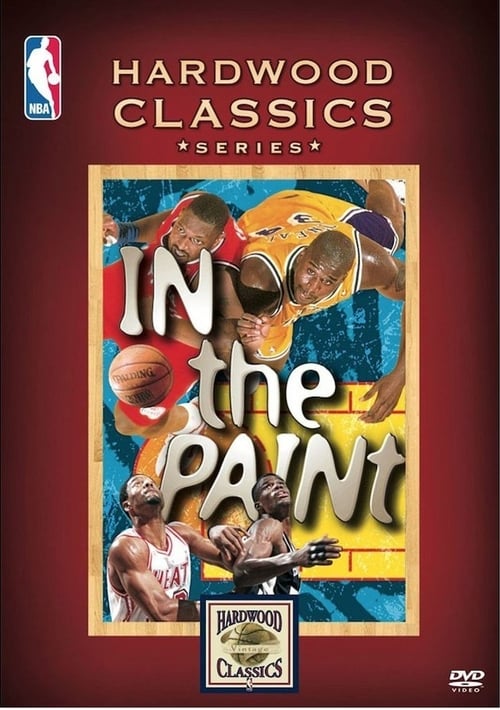 NBA
HARDWOOD
CLASSICS
★SERIES★
IN
the
PAINt
SPALDING
HEAT
HARDWOOD
Vintage
CLASSICS
DVD
VIDEO